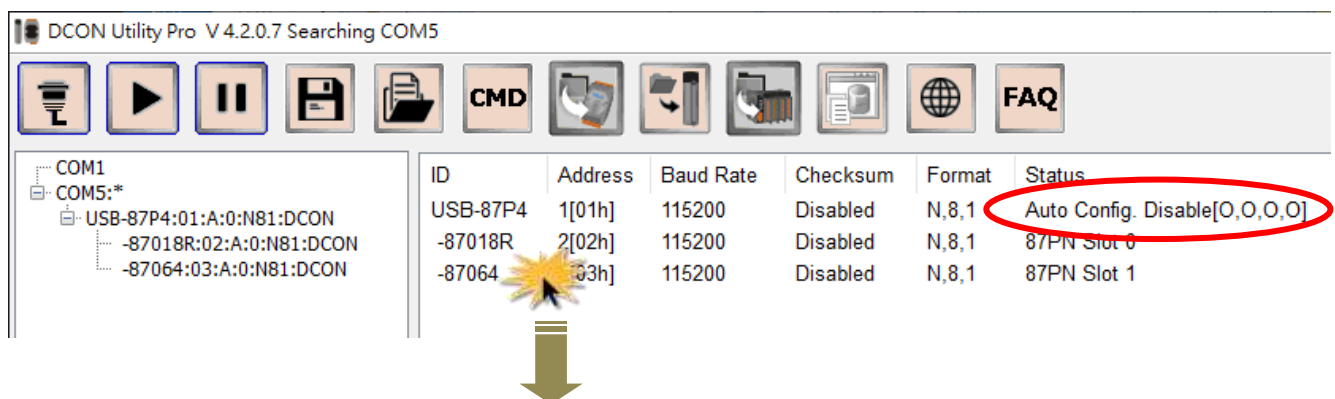 DCON Utility Pro V 4.2.0.7 Searching COM5
CMD FAQ
COM1
COM5:*
USB-87P4:01:A:0:N81:DCON
-87018R:02:A:0:N81:DCON
-87064:03:A:0:N81:DCON
ID Address Baud Rate Checksum Format Status
USB-87P4 1[01h] 115200 Disabled N,8,1 Auto Config. Disable[O,O,O,O]
-87018R 2[02h] 115200 Disabled N,8,1 87PN Slot 0
-87064 03h] 115200 Disabled N,8,1 87PN Slot 1